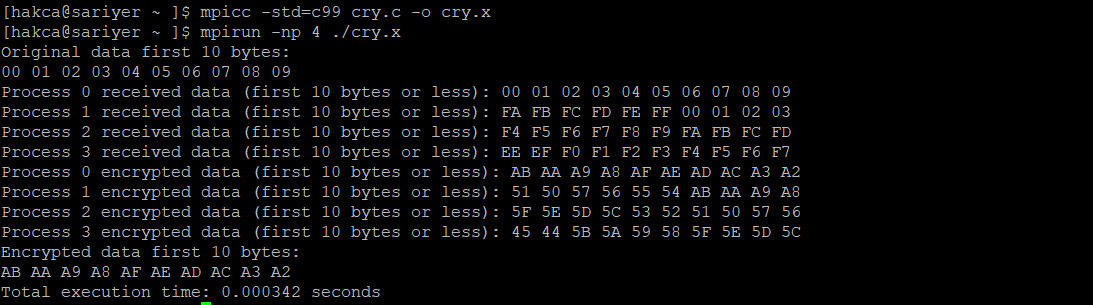 [hakca@sariyer ~ ]$ mpicc -std=c99 cry.c -o cry.x
[hakca@sariyer ~ ]$ mpirun -np 4 ./cry.x
Original data first 10 bytes:
00 01 02 03 04 05 06 07 08 09
Process 0 received data (first 10 bytes or less): 00 01 02 03 04 05 06 07 08 09
Process 1 received data (first 10 bytes or less): FA FB FC FD FE FF 00 01 02 03
Process 2 received data (first 10 bytes or less): F4 F5 F6 F7 F8 F9 FA FB FC FD
Process 3 received data (first 10 bytes or less): EE EF F0 F1 F2 F3 F4 F5 F6 F7
Process 0 encrypted data (first 10 bytes or less): AB AA A9 A8 AF AE AD AC A3 A2
Process 1 encrypted data (first 10 bytes or less): 51 50 57 56 55 54 AB AA A9 A8
Process 2 encrypted data (first 10 bytes or less): 5F 5E 5D 5C 53 52 51 50 57 56
Process 3 encrypted data (first 10 bytes or less): 45 44 5B 5A 59 58 5F 5E 5D 5C
Encrypted data first 10 bytes:
AB AA A9 A8 AF AE AD AC A3 A2
Total execution time: 0.000342 seconds